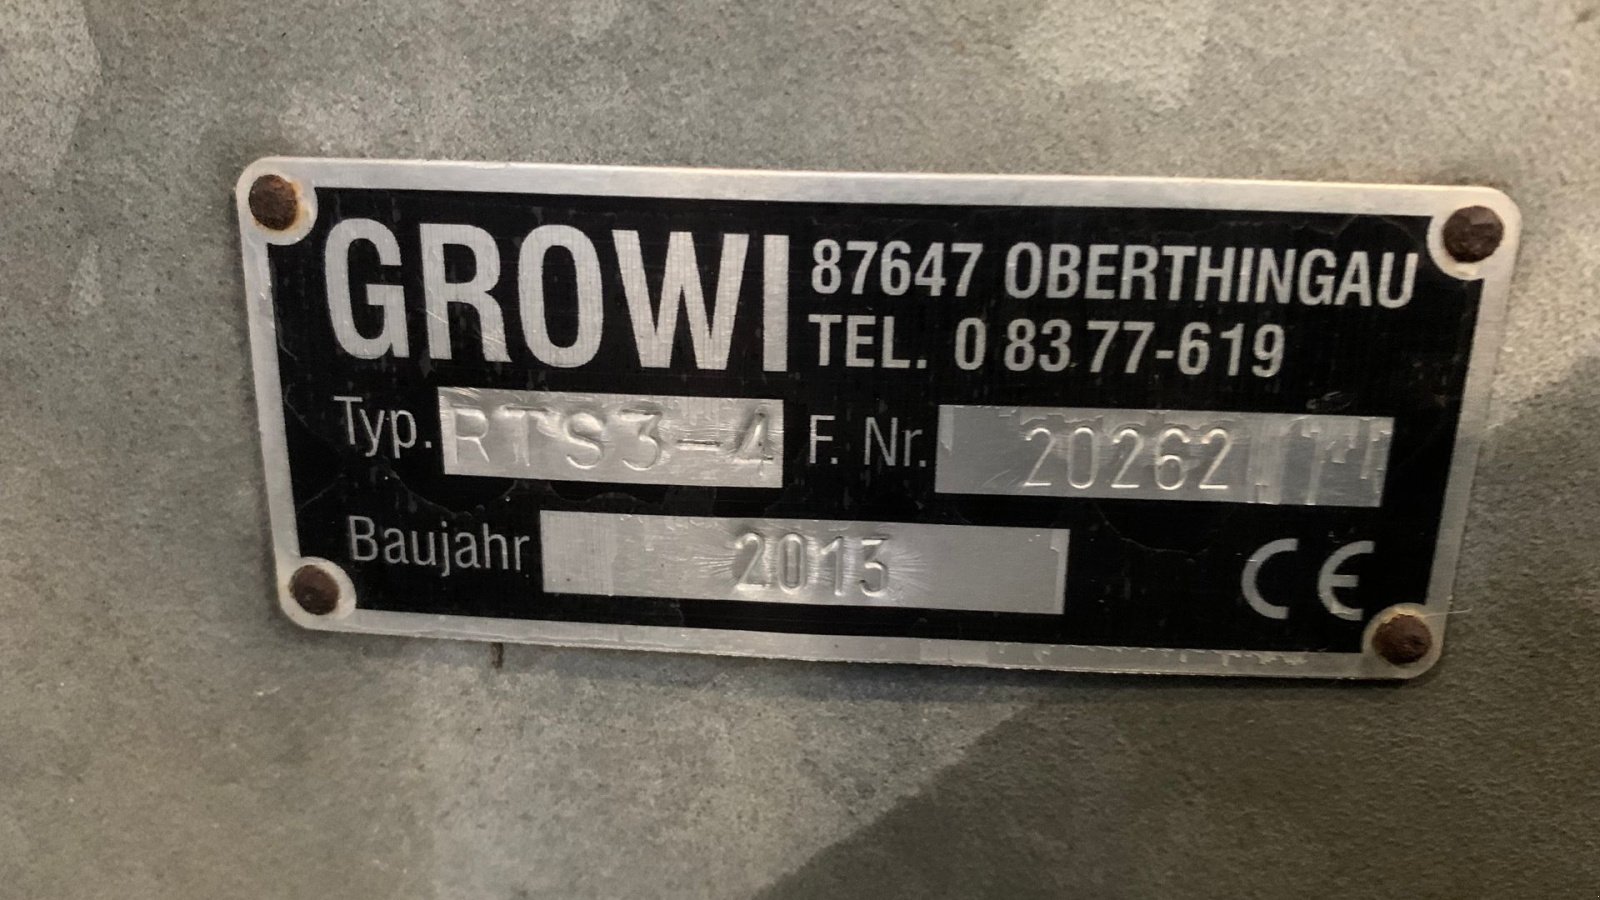 GROWI
87647 OBERTHINGAU
TEL. 0 83 77-619
Typ. RTS3-4 F. Nr. 20262
Baujahr 2013
CE